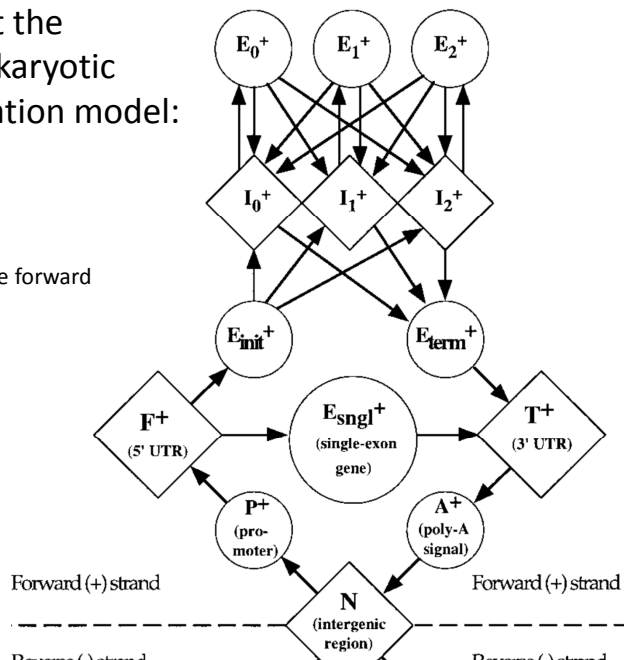 t the
karyotic
ation model:
e forward
E₀⁺ E₁⁺ E₂⁺
I₀⁺ I₁⁺ I₂⁺
Einit⁺ Eterm⁺
F⁺
(5' UTR)
Esngl⁺
(single-exon
gene)
T⁺
(3' UTR)
P⁺
(pro-
moter)
A⁺
(poly-A
signal)
Forward (+) strand Forward (+) strand
N
(intergenic
region)